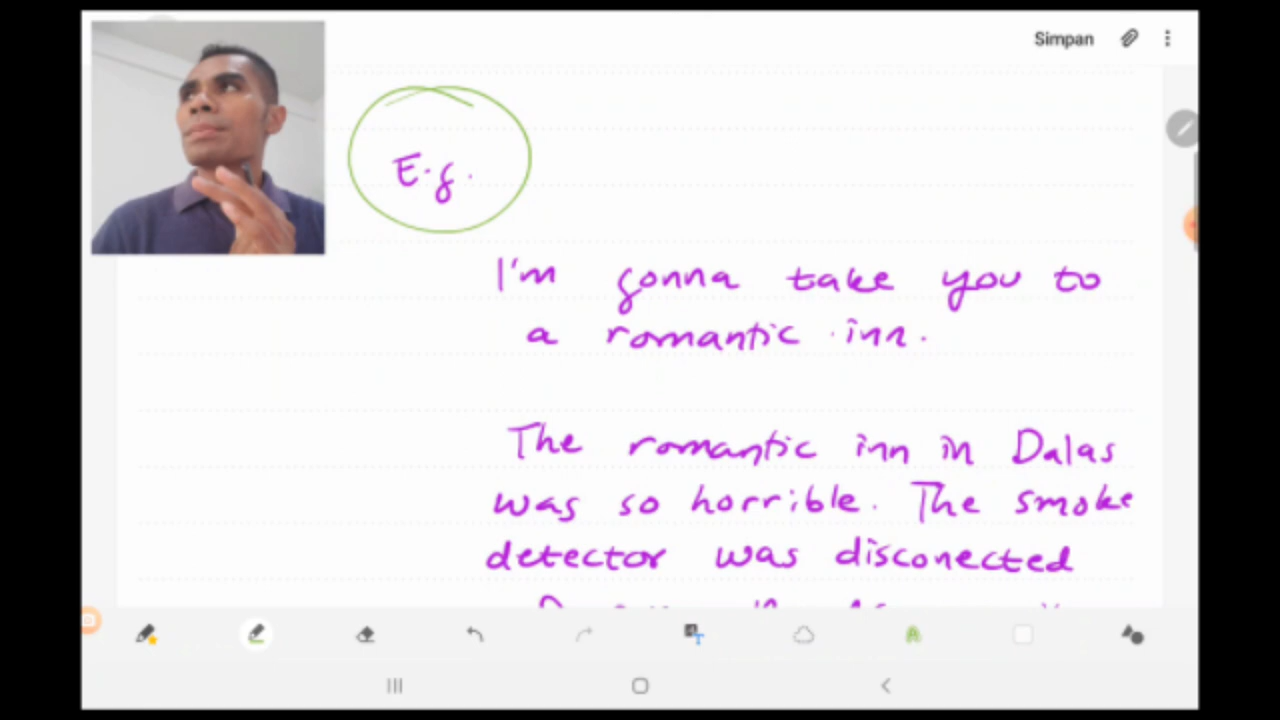 Simpan
E.g.
I'm gonna take you to
a romantic inn.
The romantic inn in Dalas
was so horrible. The smoke
detector was disconected